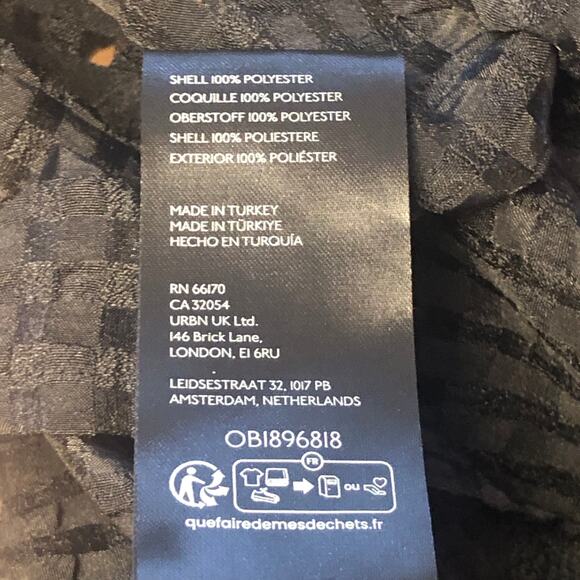 SHELL 100% POLYESTER
COQUILLE 100% POLYESTER
OBERSTOFF 100% POLYESTER
SHELL 100% POLIESTERE
EXTERIOR 100% POLIÉSTER
MADE IN TURKEY
MADE IN TÜRKIYE
HECHO EN TURQUÍA
RN 66170
CA 32054
URBN UK Ltd.
146 Brick Lane,
LONDON, E1 6RU
LEIDSESTRAAT 32, 1017 PB
AMSTERDAM, NETHERLANDS
OB1896818
FR
OU
quefairedemesdechets.fr